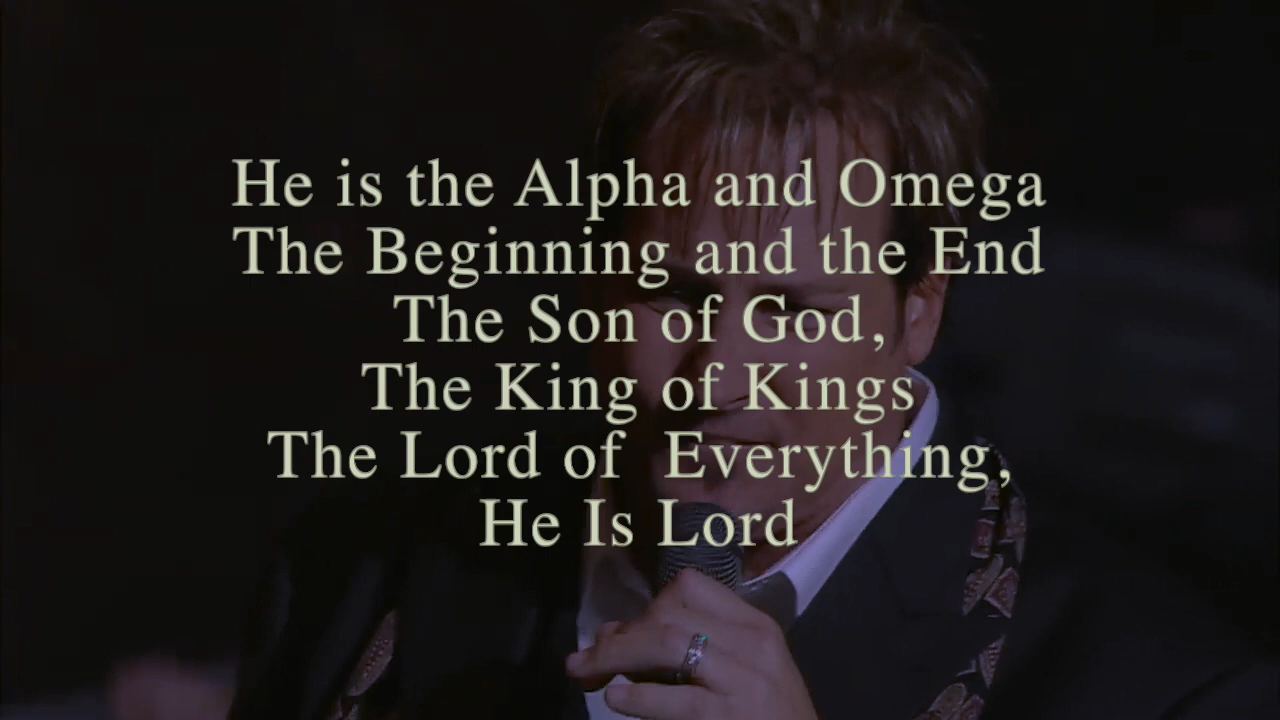 He is the Alpha and Omega
The Beginning and the End
The Son of God,
The King of Kings
The Lord of  Everything,
He Is Lord